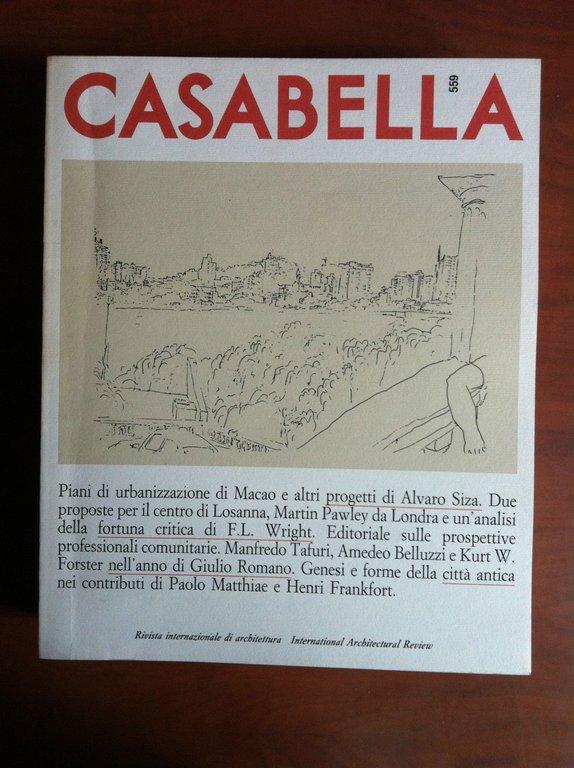 CASABELLA
559
Piani di urbanizzazione di Macao e altri progetti di Alvaro Siza. Due
proposte per il centro di Losanna, Martin Pawley da Londra e un'analisi
della fortuna critica di F.L. Wright. Editoriale sulle prospettive
professionali comunitarie. Manfredo Tafuri, Amedeo Belluzzi e Kurt W.
Forster nell'anno di Giulio Romano. Genesi e forme della città antica
nei contributi di Paolo Matthiae e Henri Frankfort.
Rivista internazionale di architettura International Architectural Review